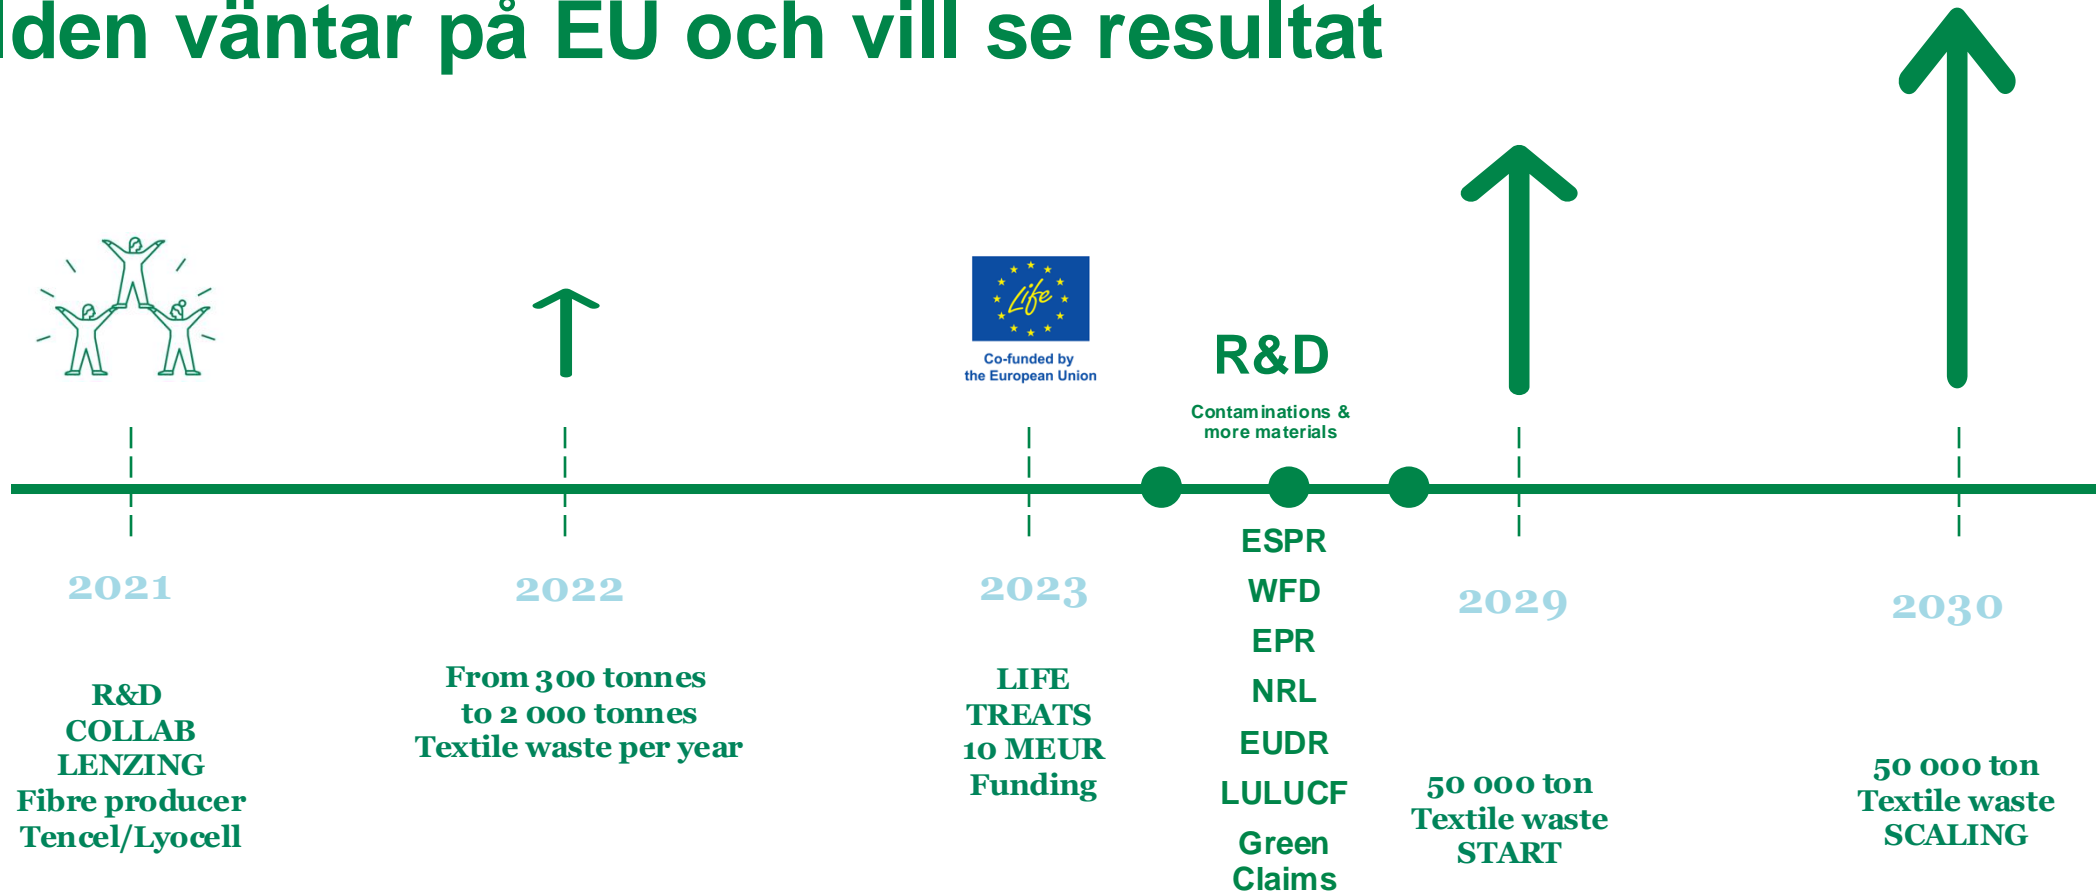 lden väntar på EU och vill se resultat
Life
Co-funded by
the European Union
R&D
Contaminations &
more materials
2021
R&D
COLLAB
LENZING
Fibre producer
Tencel/Lyocell
2022
From 300 tonnes
to 2 000 tonnes
Textile waste per year
2023
LIFE
TREATS
10 MEUR
Funding
ESPR
WFD
EPR
NRL
EUDR
LULUCF
Green
Claims
2029
50 000 ton
Textile waste
START
2030
50 000 ton
Textile waste
SCALING